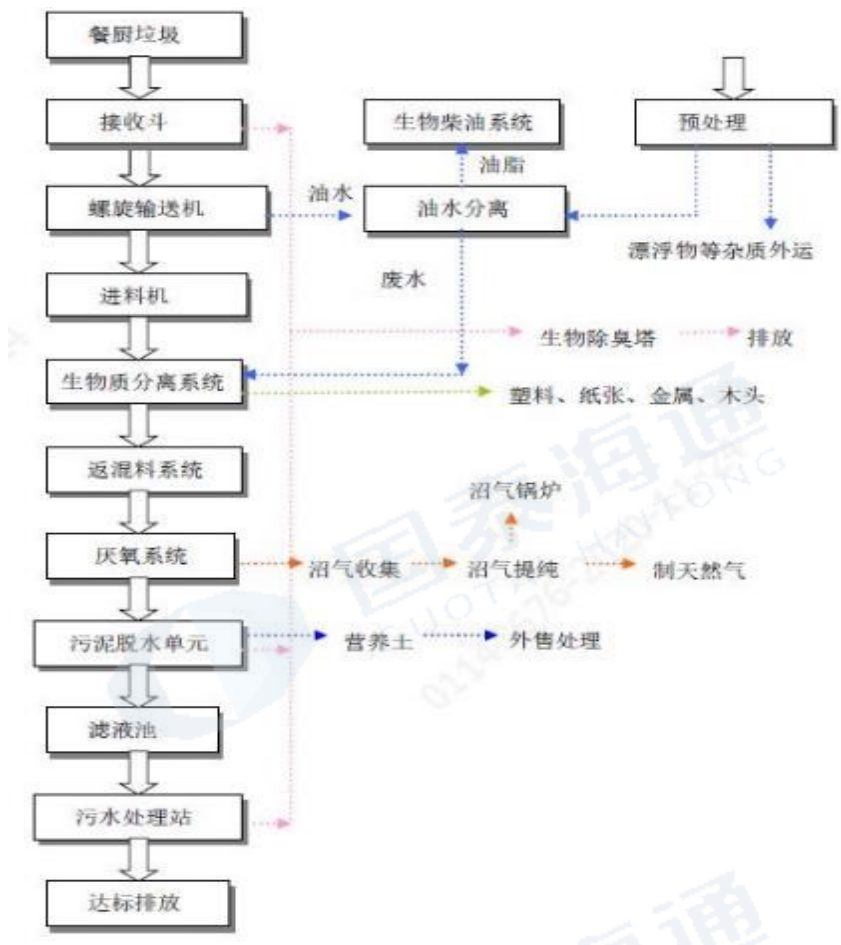 餐厨垃圾
接收斗
生物柴油系统
预处理
油脂
螺旋输送机
油水
油水分离
漂浮物等杂质外运
废水
进料机
生物除臭塔
排放
生物质分离系统
塑料、纸张、金属、木头
返混料系统
沼气锅炉
厌氧系统
沼气收集
沼气提纯
制天然气
污泥脱水单元
营养土
外售处理
滤液池
污水处理站
达标排放
国泰海通
GUOTAI HAITONG
海通